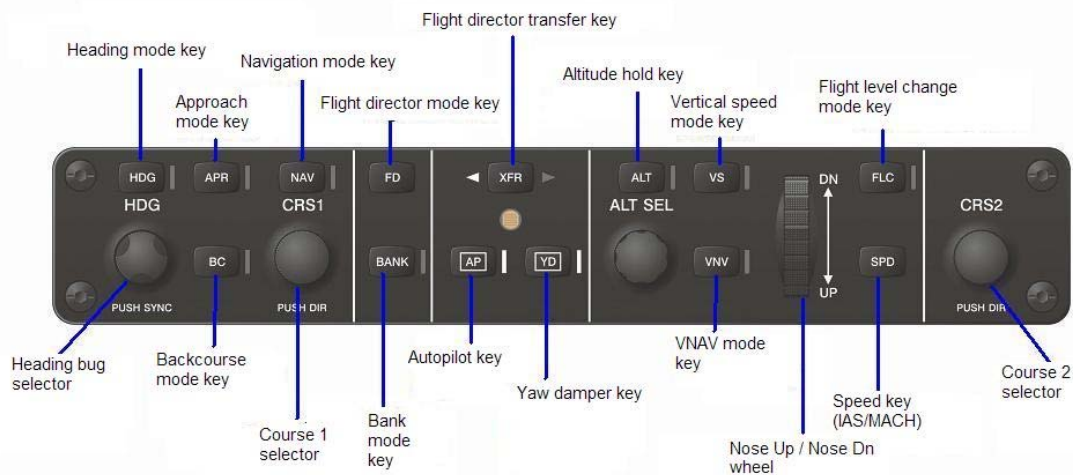 Flight director transfer key
Heading mode key
Navigation mode key
Altitude hold key
Flight level change
mode key
Approach
mode key
Flight director mode key
Vertical speed
mode key
HDG
APR
NAV
FD
XFR
ALT
VS
DN
FLC
HDG
CRS1
ALT SEL
CRS2
BC
BANK
AP
YD
VNV
SPD
UP
PUSH SYNC
PUSH DIR
PUSH DIR
Heading bug
selector
Backcourse
mode key
Autopilot key
VNAV mode
key
Course 2
selector
Yaw damper key
Speed key
(IAS/MACH)
Course 1
selector
Bank
mode
key
Nose Up / Nose Dn
wheel